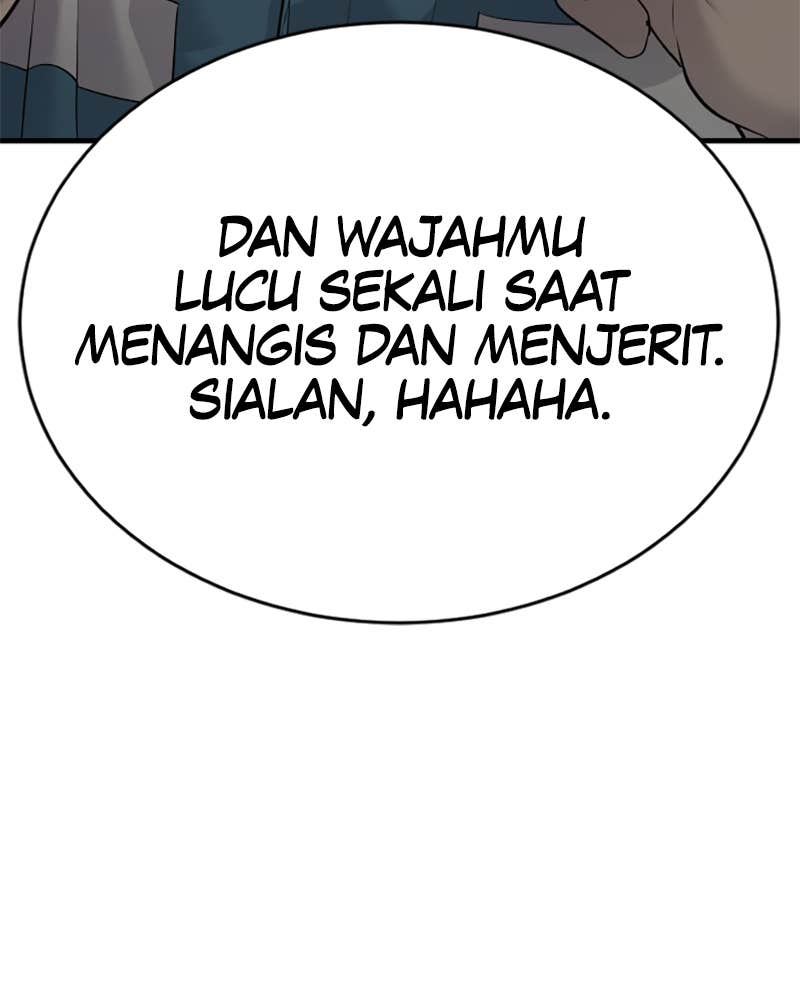 DAN WAJAHMU
LUCU SEKALI SAAT
MENANGIS DAN MENJERIT.
SIALAN, HAHAHA.